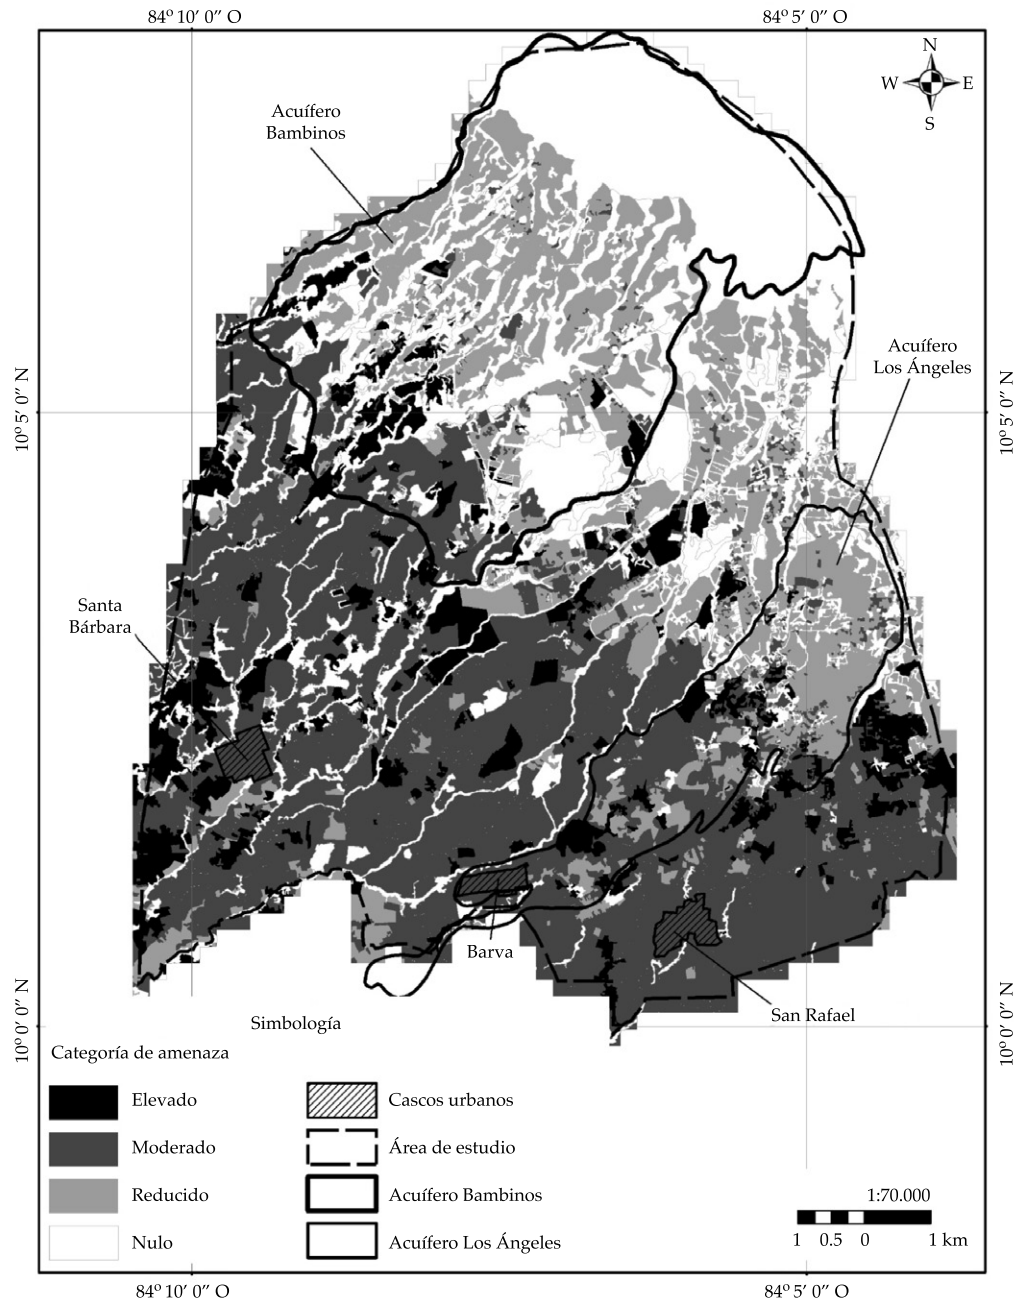 84º 10′ 0″ O
84º 5′ 0″ O
N
W
E
S
Acuífero
Bambinos
Acuífero
Los Ángeles
10º 5′ 0″ N
10º 5′ 0″ N
Santa
Bárbara
Barva
San Rafael
10º 0′ 0″ N
10º 0′ 0″ N
Simbología
Categoría de amenaza
Elevado
Cascos urbanos
Moderado
Área de estudio
Reducido
Acuífero Bambinos
Nulo
Acuífero Los Ángeles
1:70.000
1 0.5 0 1 km
84º 10′ 0″ O
84º 5′ 0″ O